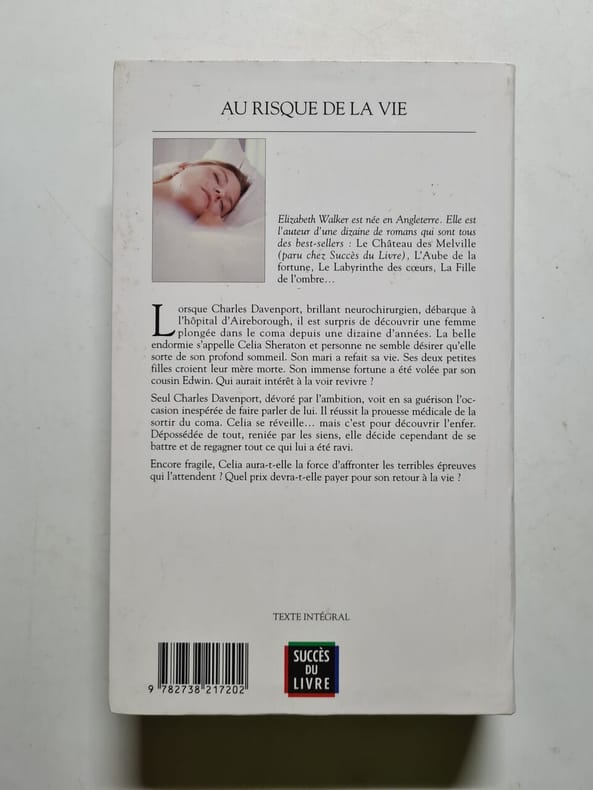 AU RISQUE DE LA VIE
Elizabeth Walker est née en Angleterre. Elle est
l'auteur d'une dizaine de romans qui sont tous
des best-sellers : Le Château des Melville
(paru chez Succès du Livre), L'Aube de la
fortune, Le Labyrinthe des cœurs, La Fille
de l'ombre…
Lorsque Charles Davenport, brillant neurochirurgien, débarque à
l'hôpital d'Aireborough, il est surpris de découvrir une femme
plongée dans le coma depuis une dizaine d'années. La belle
endormie s'appelle Celia Sheraton et personne ne semble désirer qu'elle
sorte de son profond sommeil. Son mari a refait sa vie. Ses deux petites
filles croient leur mère morte. Son immense fortune a été volée par son
cousin Edwin. Qui aurait intérêt à la voir revivre ?
Seul Charles Davenport, dévoré par l'ambition, voit en sa guérison l'oc-
casion inespérée de faire parler de lui. Il réussit la prouesse médicale de la
sortir du coma. Celia se réveille… mais c'est pour découvrir l'enfer.
Dépossédée de tout, reniée par les siens, elle décide cependant de se
battre et de regagner tout ce qui lui a été ravi.
Encore fragile, Celia aura-t-elle la force d'affronter les terribles épreuves
qui l'attendent ? Quel prix devra-t-elle payer pour son retour à la vie ?
TEXTE INTÉGRAL
SUCCÈS
DU
LIVRE
9 782738 217202